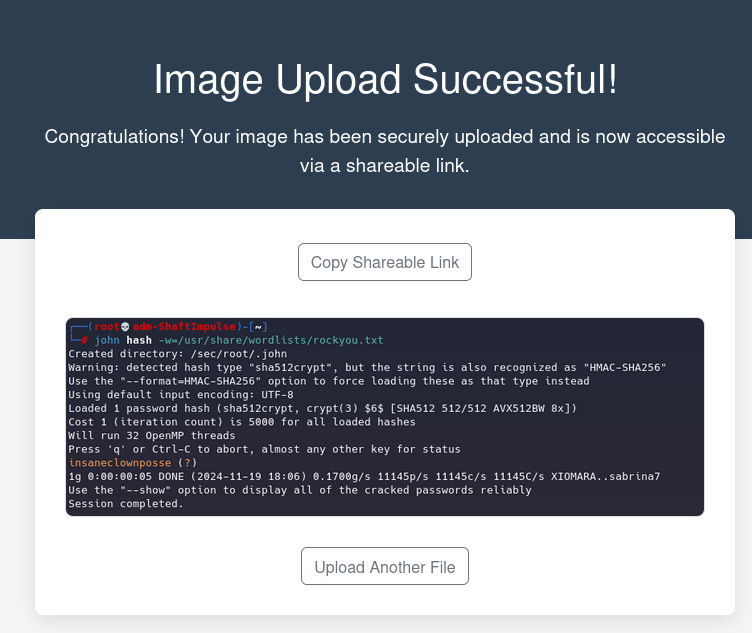 Image Upload Successful!
Congratulations! Your image has been securely uploaded and is now accessible
via a shareable link.
Copy Shareable Link
┌──(root💀adm-ShaftImpulse)-[~]
└─# john hash -w=/usr/share/wordlists/rockyou.txt
Created directory: /sec/root/.john
Warning: detected hash type "sha512crypt", but the string is also recognized as "HMAC-SHA256"
Use the "--format=HMAC-SHA256" option to force loading these as that type instead
Using default input encoding: UTF-8
Loaded 1 password hash (sha512crypt, crypt(3) $6$ [SHA512 512/512 AVX512BW 8x])
Cost 1 (iteration count) is 5000 for all loaded hashes
Will run 32 OpenMP threads
Press 'q' or Ctrl-C to abort, almost any other key for status
insaneclownposse (?)
1g 0:00:00:05 DONE (2024-11-19 18:06) 0.1700g/s 11145p/s 11145c/s 11145C/s XIOMARA..sabrina7
Use the "--show" option to display all of the cracked passwords reliably
Session completed.
Upload Another File